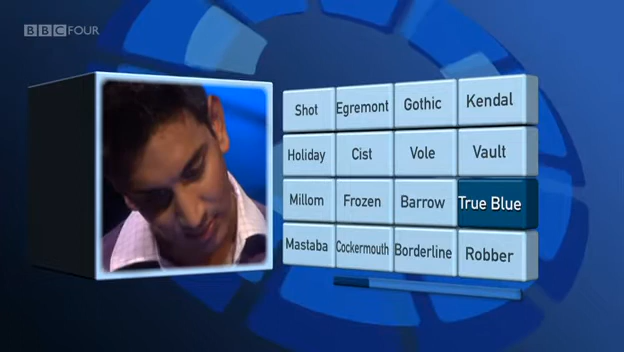 BBC FOUR
Shot Egremont Gothic Kendal
Holiday Cist Vole Vault
Millom Frozen Barrow True Blue
Mastaba Cockermouth Borderline Robber